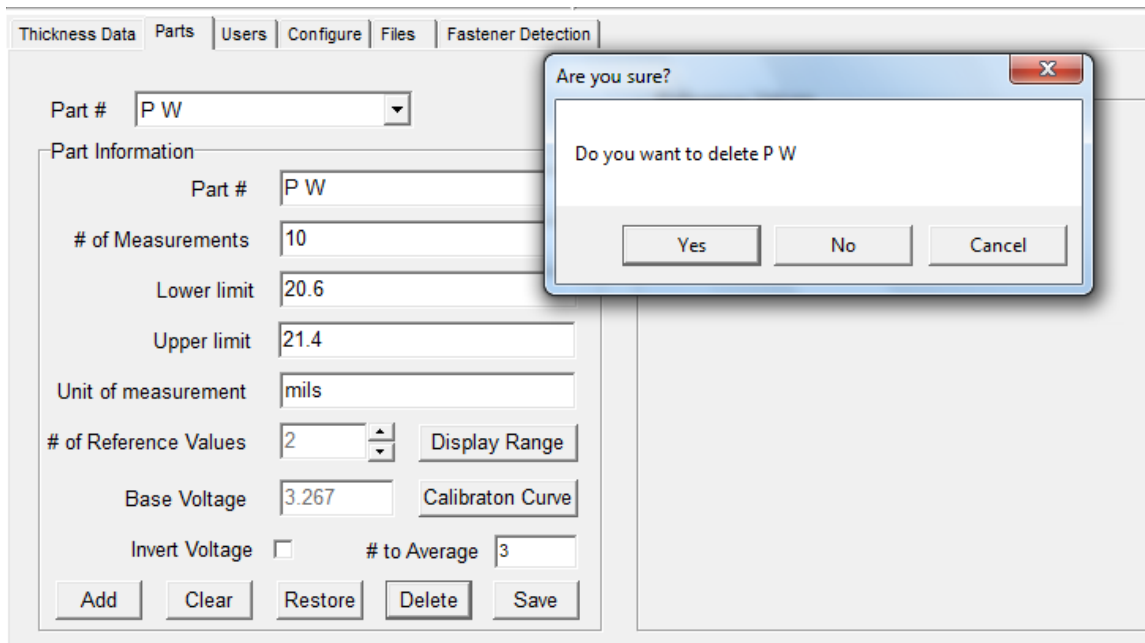 Thickness Data Parts Users Configure Files Fastener Detection
Are you sure?
Do you want to delete P W
Yes No Cancel
Part # P W
Part Information
Part # P W
# of Measurements 10
Lower limit 20.6
Upper limit 21.4
Unit of measurement mils
# of Reference Values 2 Display Range
Base Voltage 3.267 Calibraton Curve
Invert Voltage # to Average 3
Add Clear Restore Delete Save